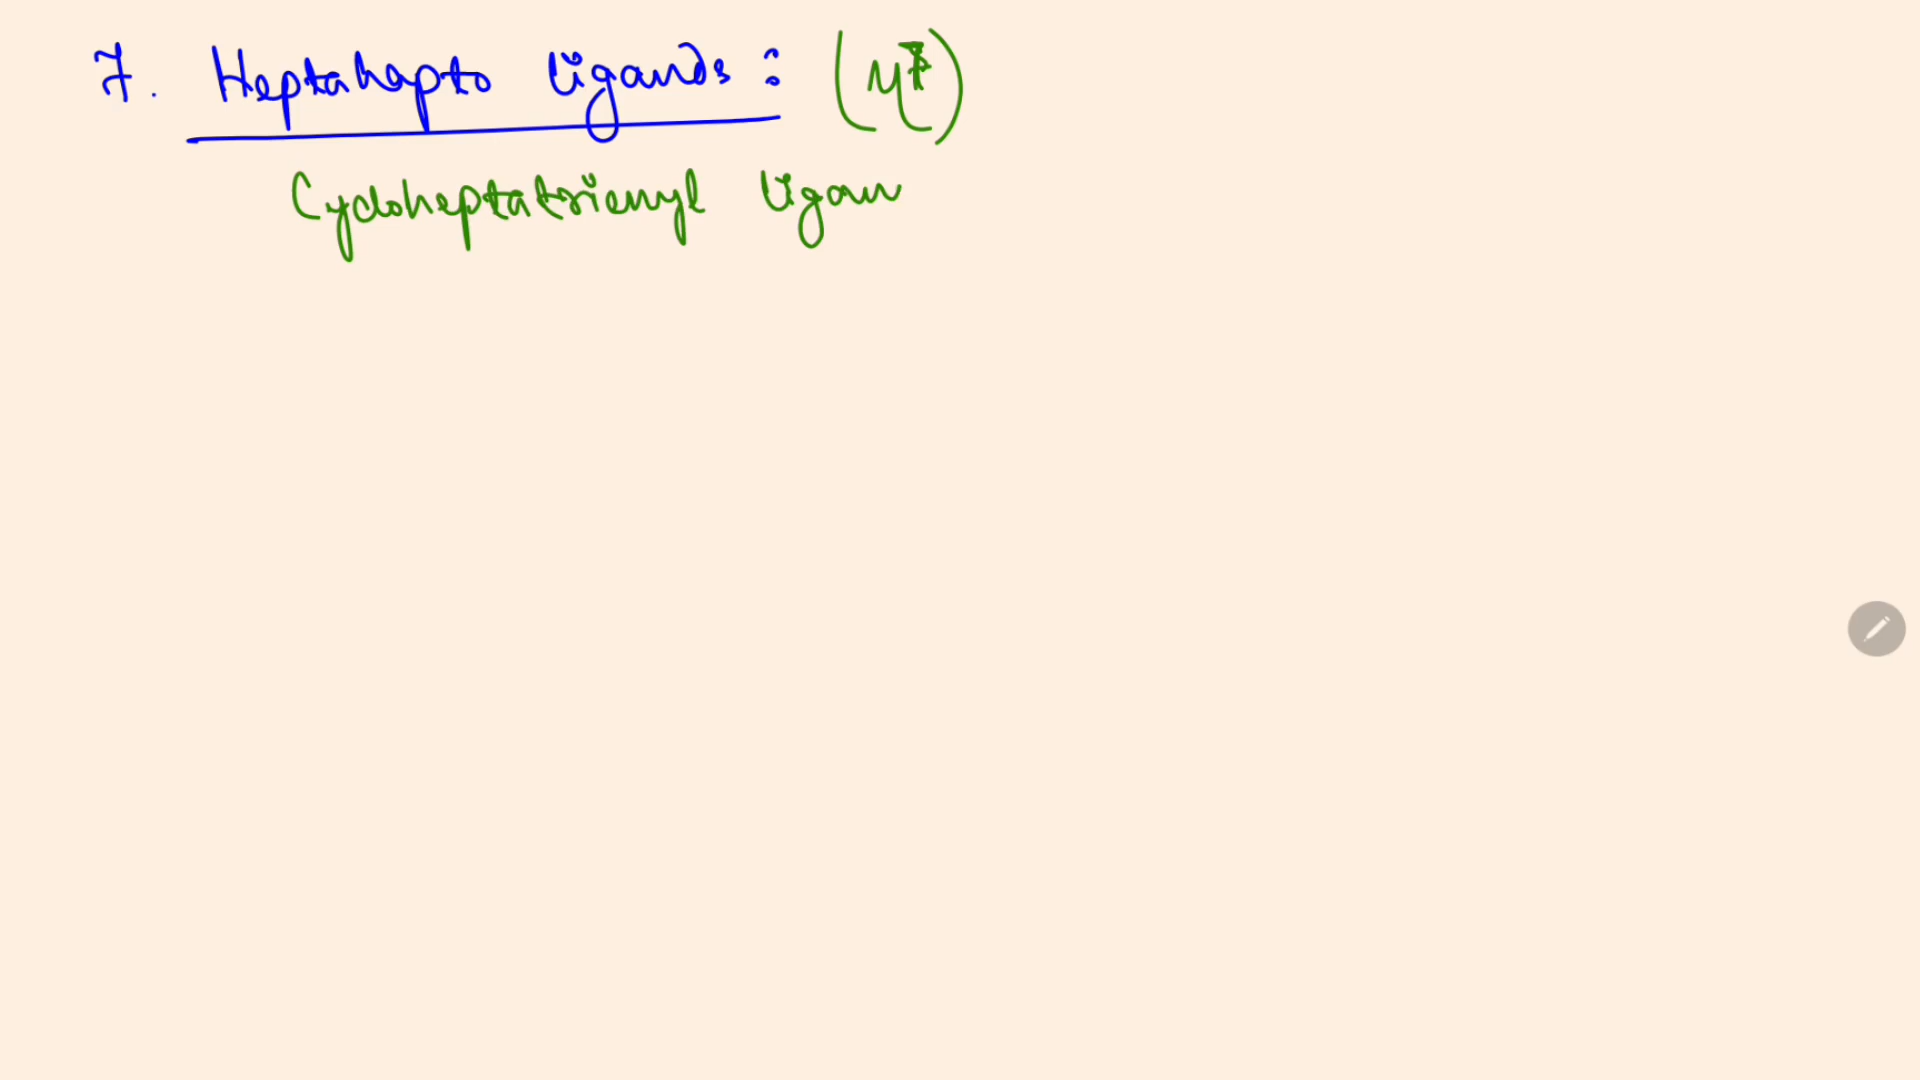 7. Heptahapto ligands : (η⁷)
Cycloheptatrienyl ligan